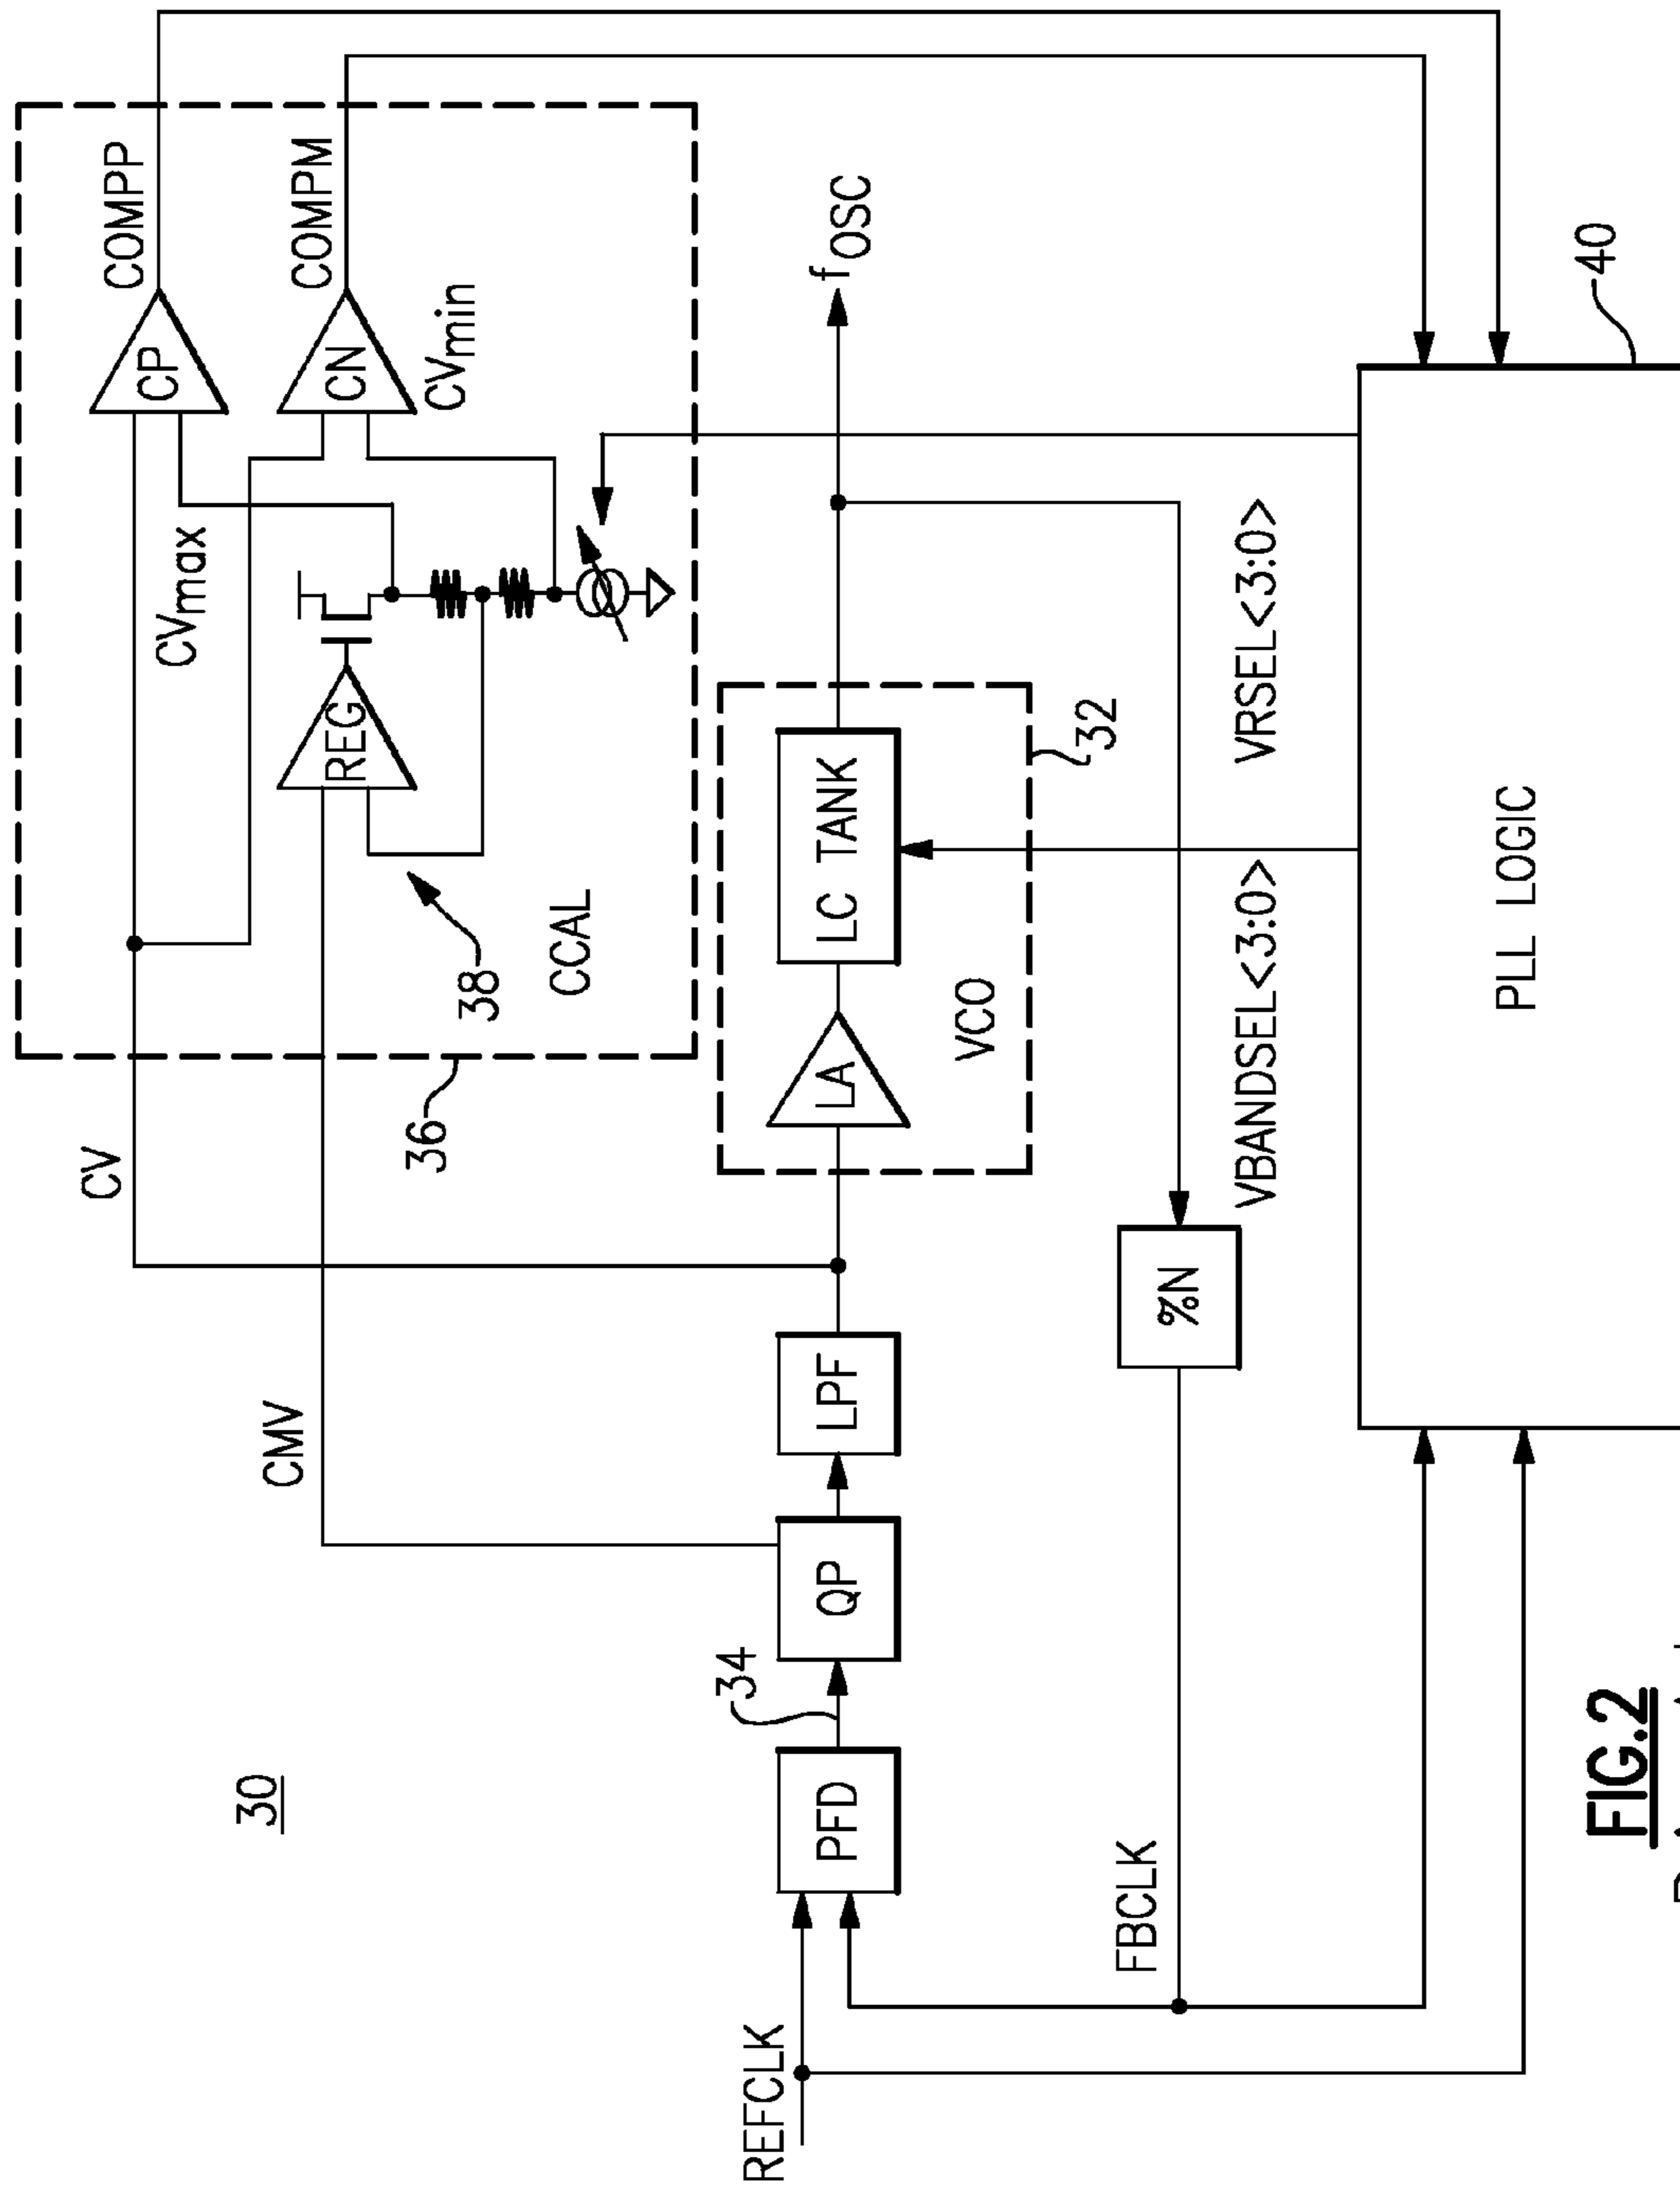 30
REFCLK
PFD
34
QP
LPF
CMV
CV
36
38
CCAL
REG
CVmax
CP
COMPP
CN
COMPM
CVmin
LA
LC TANK
VCO
32
fOSC
%N
FBCLK
VBANDSEL<3:0>
VRSEL<3:0>
PLL LOGIC
40
FIG.2